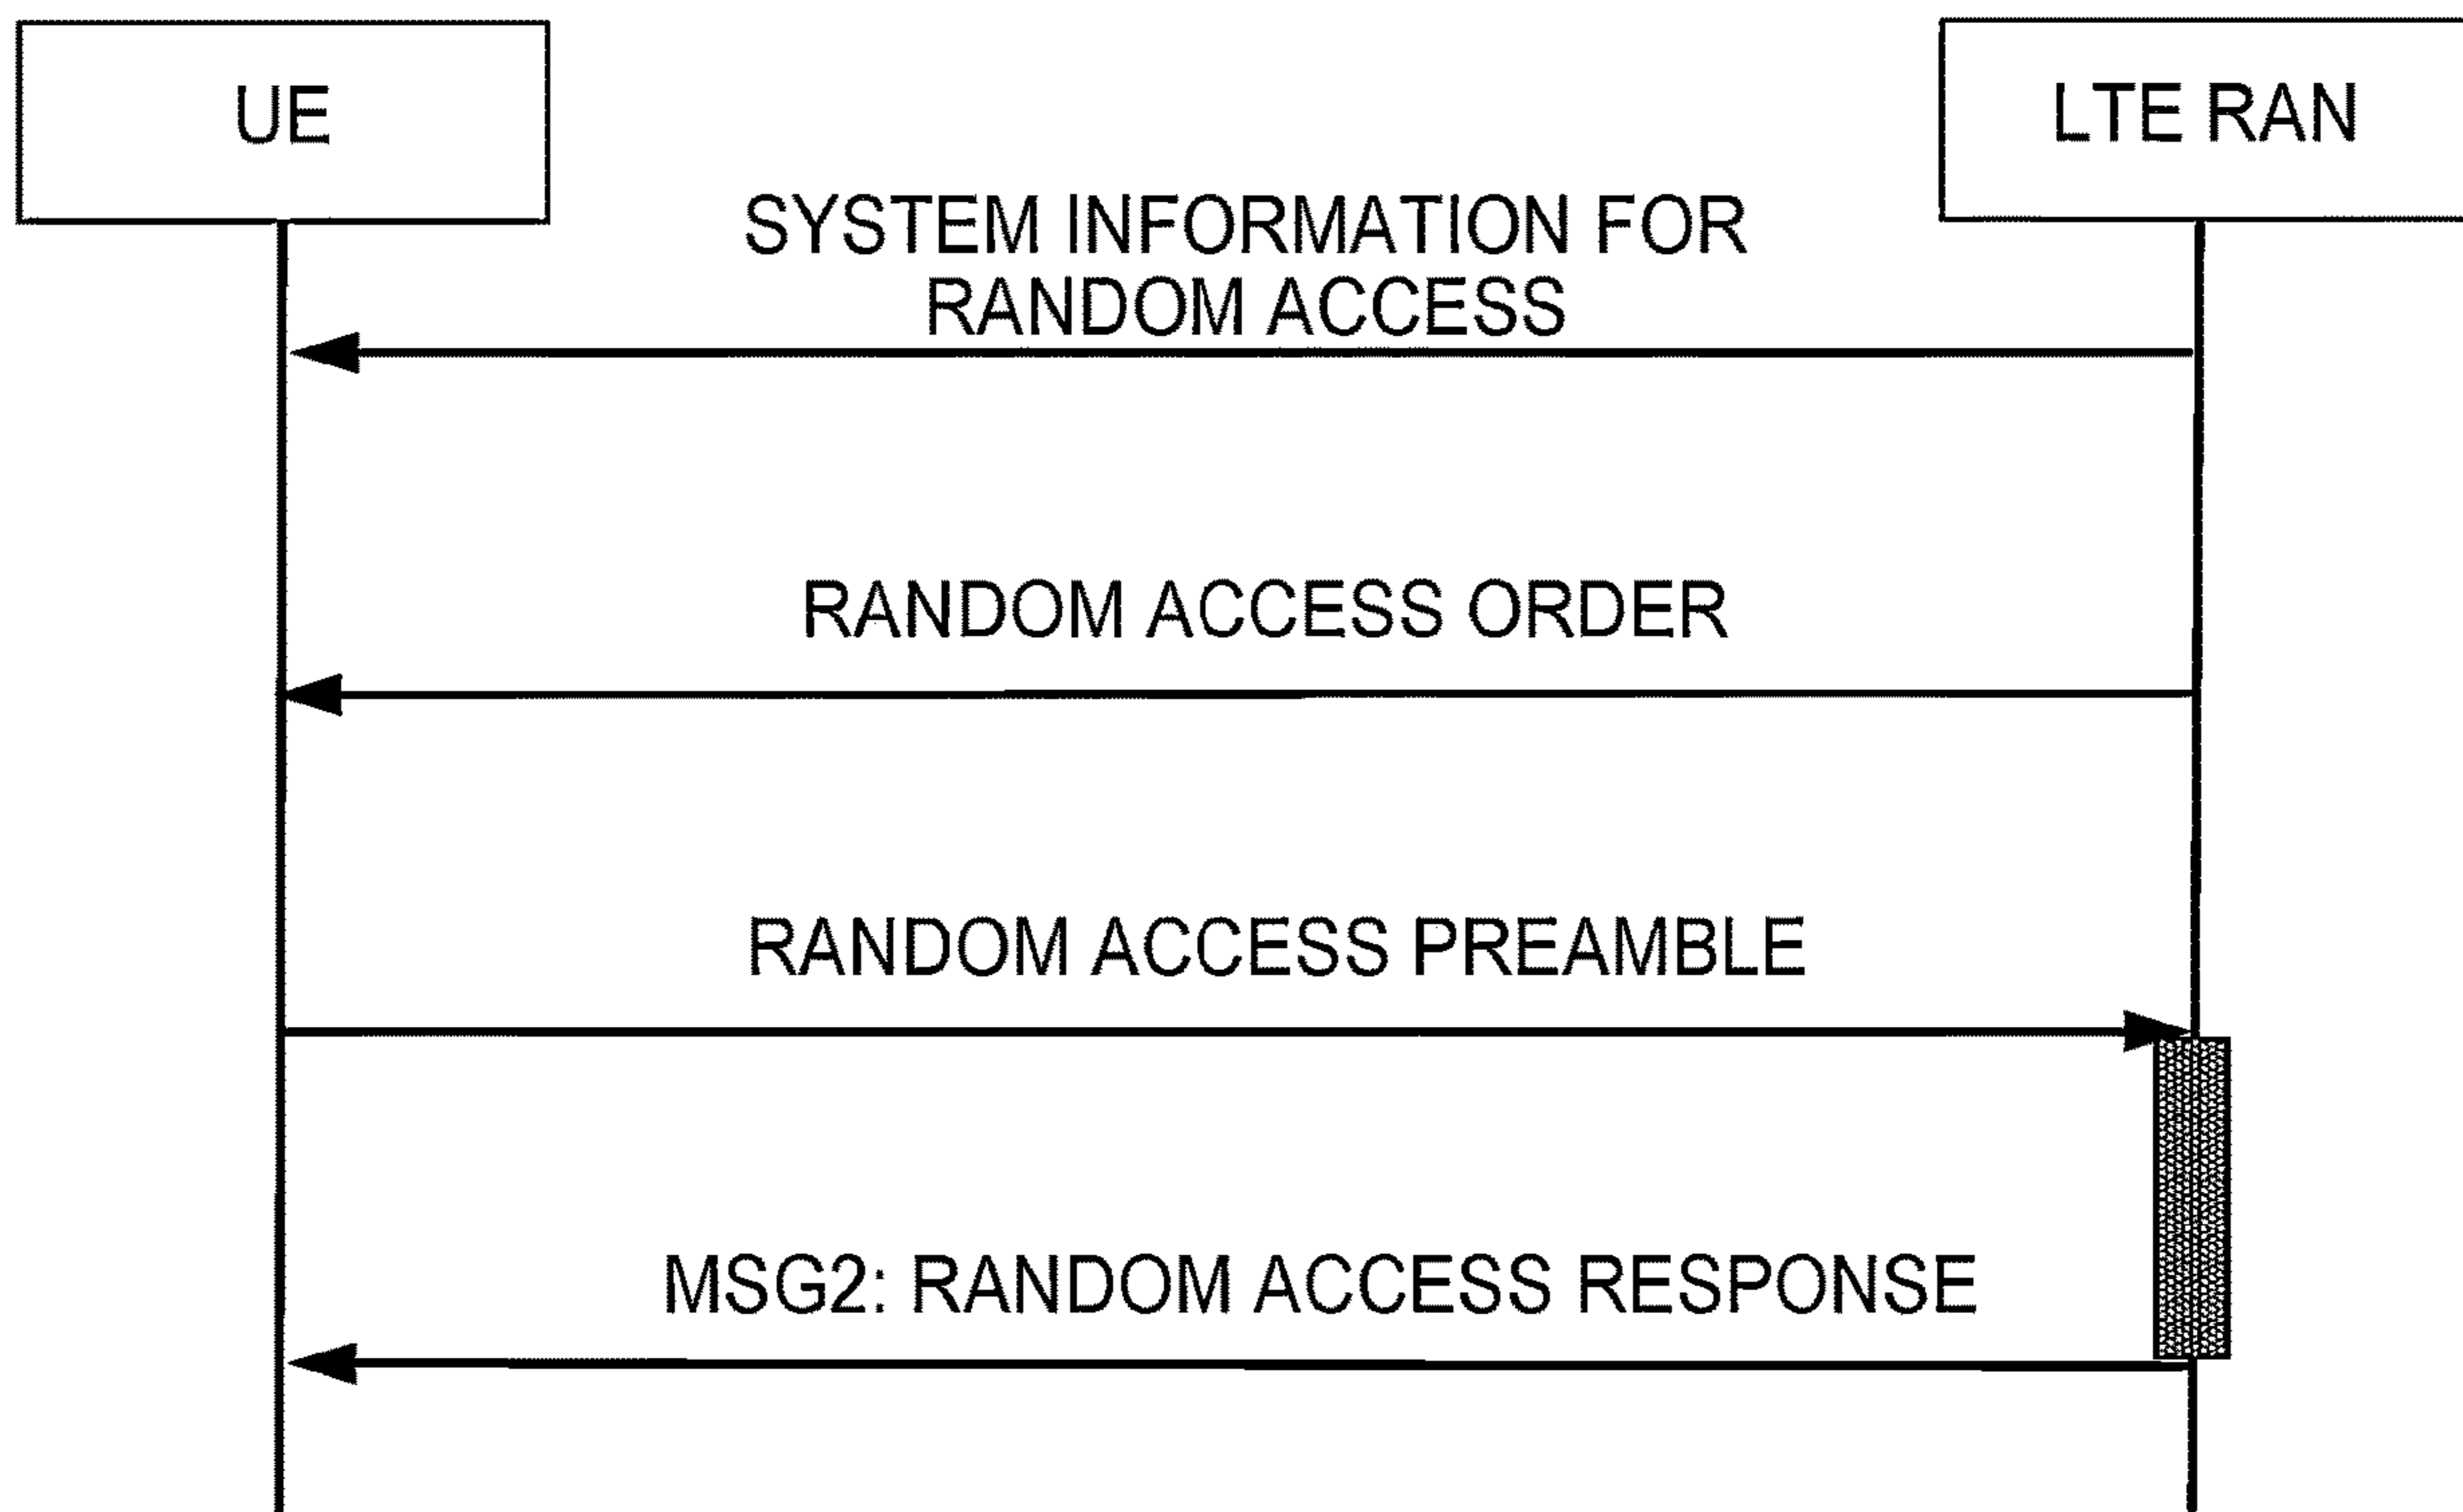 UE
LTE RAN
SYSTEM INFORMATION FOR
RANDOM ACCESS
RANDOM ACCESS ORDER
RANDOM ACCESS PREAMBLE
MSG2: RANDOM ACCESS RESPONSE